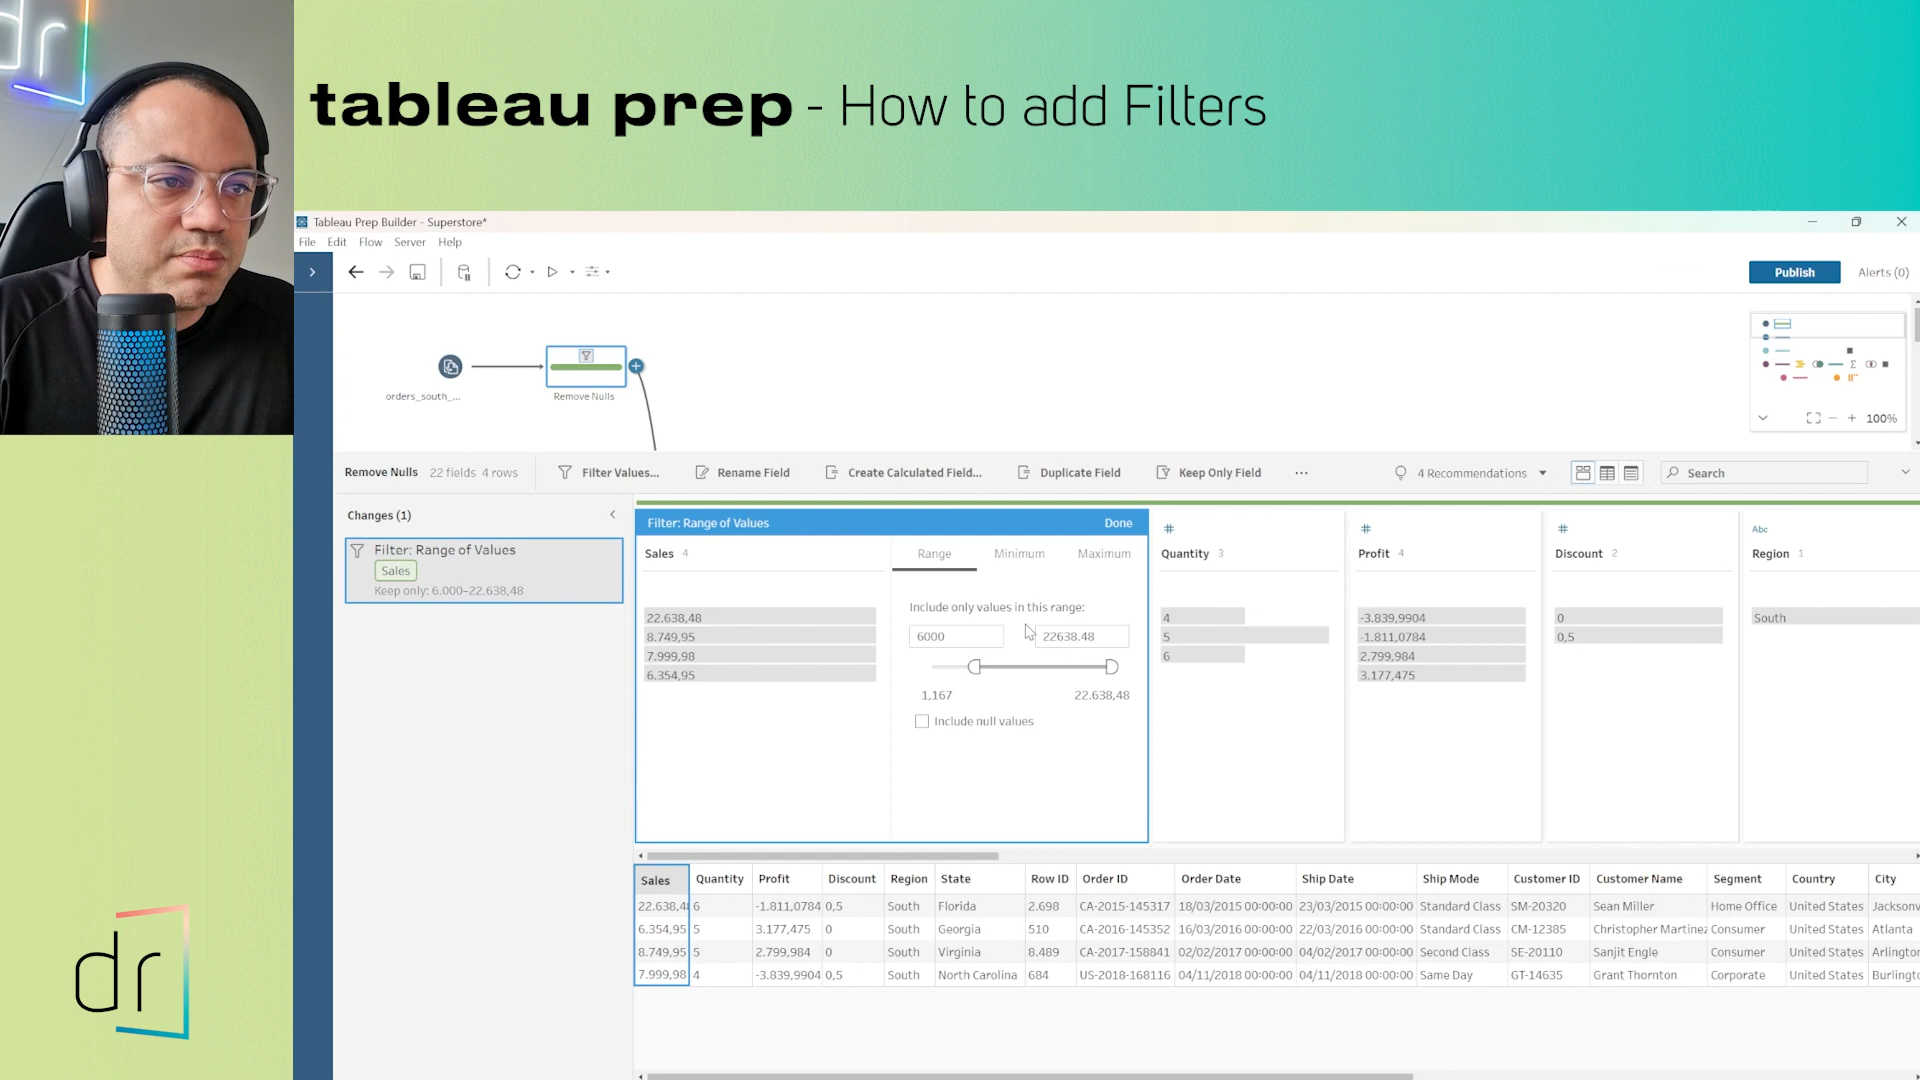 dr
tableau prep - How to add Filters
Tableau Prep Builder - Superstore*
File Edit Flow Server Help
Publish Alerts (0)
orders_south_...
Remove Nulls
100%
Remove Nulls 22 fields 4 rows Filter Values... Rename Field Create Calculated Field... Duplicate Field Keep Only Field ... 4 Recommendations Search
Changes (1)
Filter: Range of Values
Sales
Keep only: 6.000–22.638,48
Filter: Range of Values Done
Sales 4 Range Minimum Maximum
22.638,48
8.749,95
7.999,98
6.354,95
Include only values in this range:
6000 22638.48
1,167 22.638,48
Include null values
#
Quantity 3
4
5
6
#
Profit 4
-3.839,9904
-1.811,0784
2.799,984
3.177,475
#
Discount 2
0
0,5
Abc
Region 1
South
Sales Quantity Profit Discount Region State Row ID Order ID Order Date Ship Date Ship Mode Customer ID Customer Name Segment Country City
22.638,48 6 -1.811,0784 0,5 South Florida 2.698 CA-2015-145317 18/03/2015 00:00:00 23/03/2015 00:00:00 Standard Class SM-20320 Sean Miller Home Office United States Jacksonv
6.354,95 5 3.177,475 0 South Georgia 510 CA-2016-145352 16/03/2016 00:00:00 22/03/2016 00:00:00 Standard Class CM-12385 Christopher Martinez Consumer United States Atlanta
8.749,95 5 2.799,984 0 South Virginia 8.489 CA-2017-158841 02/02/2017 00:00:00 04/02/2017 00:00:00 Second Class SE-20110 Sanjit Engle Consumer United States Arlington
7.999,98 4 -3.839,9904 0,5 South North Carolina 684 US-2018-168116 04/11/2018 00:00:00 04/11/2018 00:00:00 Same Day GT-14635 Grant Thornton Corporate United States Burlingt
dr